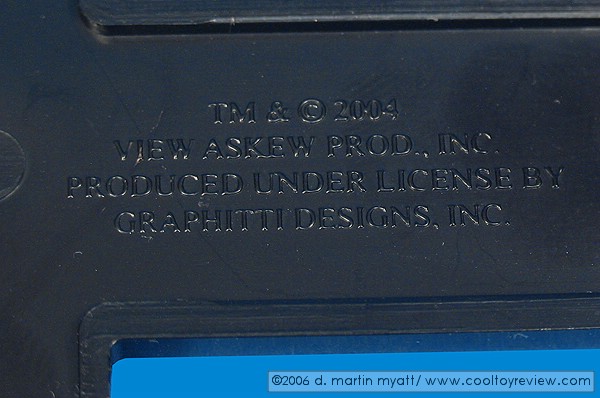 TM & © 2004
VIEW ASKEW PROD., INC.
PRODUCED UNDER LICENSE BY
GRAPHITTI DESIGNS, INC.
©2006 d. martin myatt/ www.cooltoyreview.com